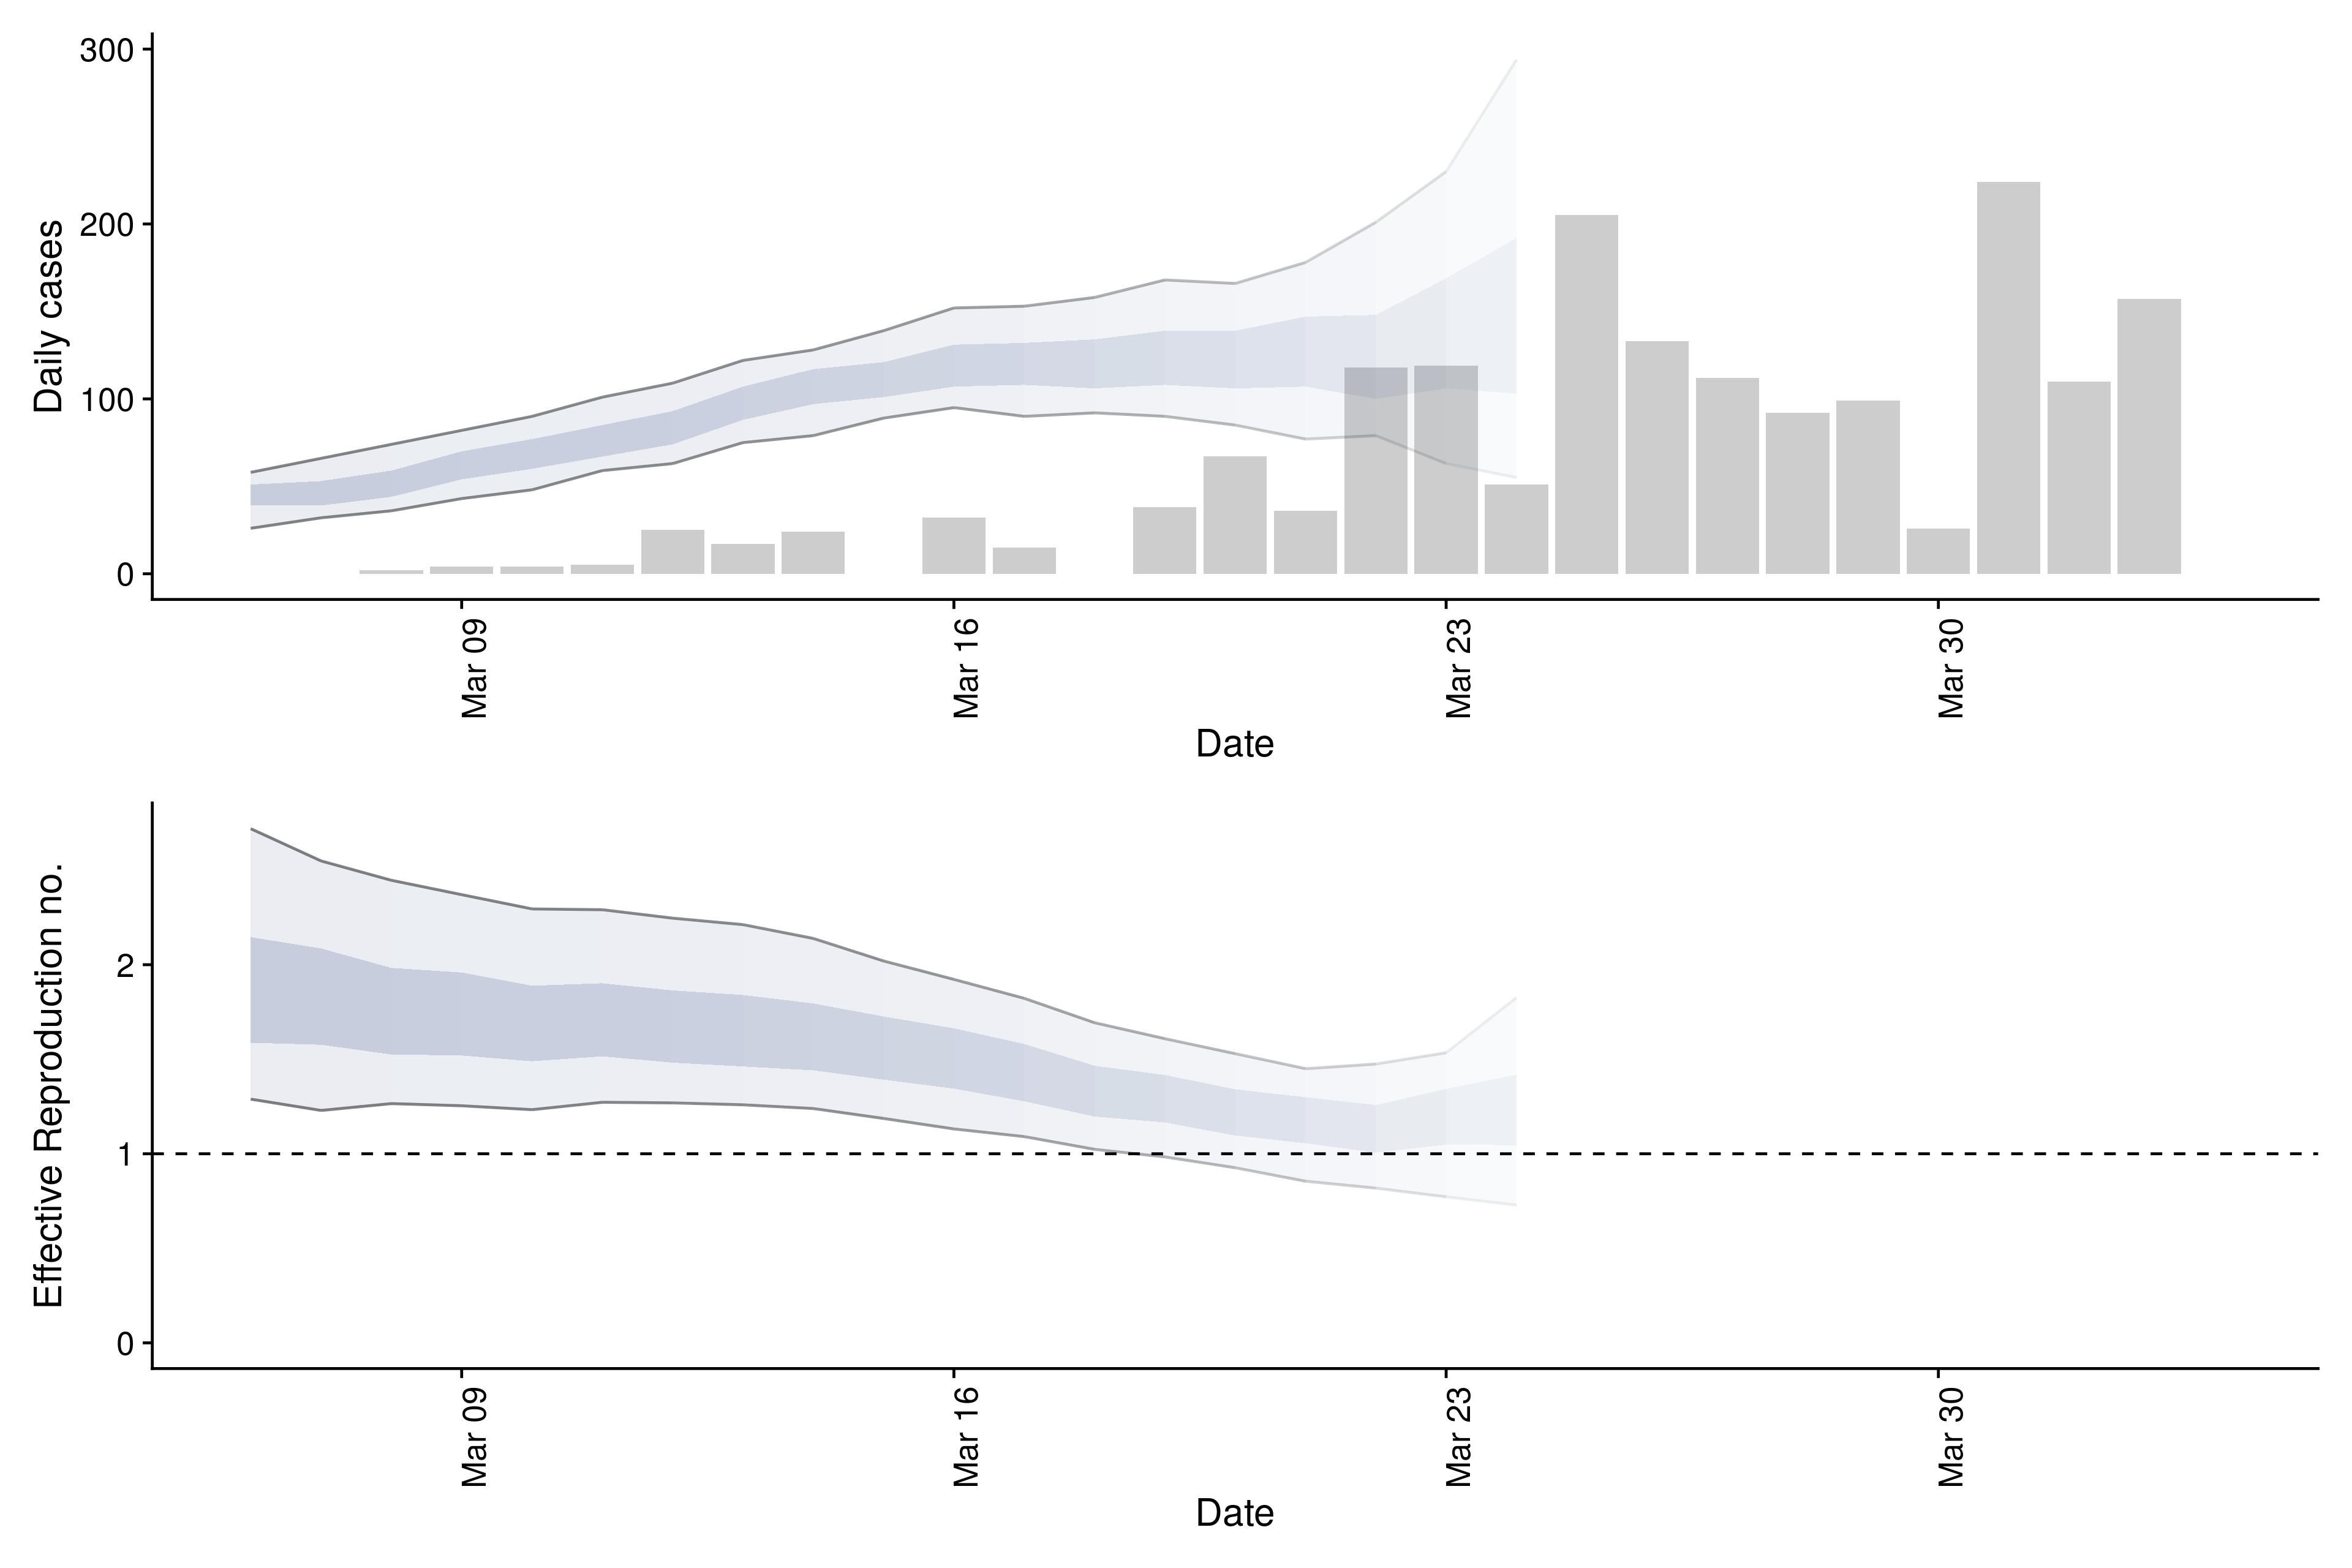 300
200
100
0
Daily cases
Mar 09
Mar 16
Mar 23
Mar 30
Date
2
1
0
Effective Reproduction no.
Mar 09
Mar 16
Mar 23
Mar 30
Date